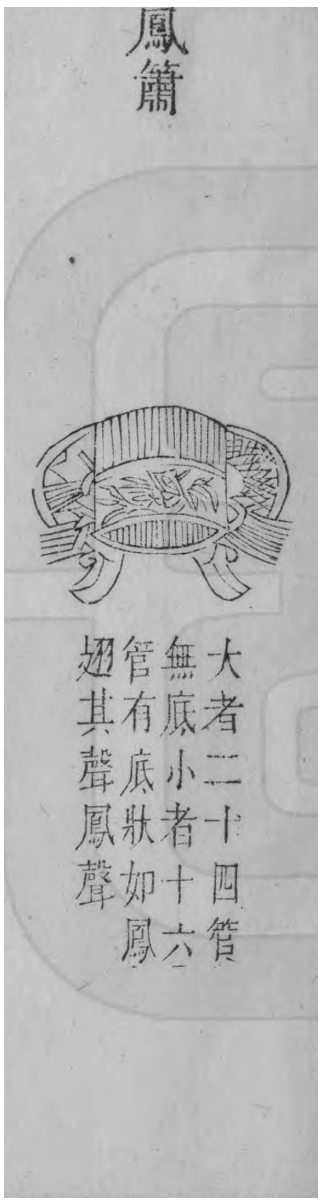 鳳簫
大者二十四管
無底小者十六
管有底狀如鳳
翅其聲鳳聲